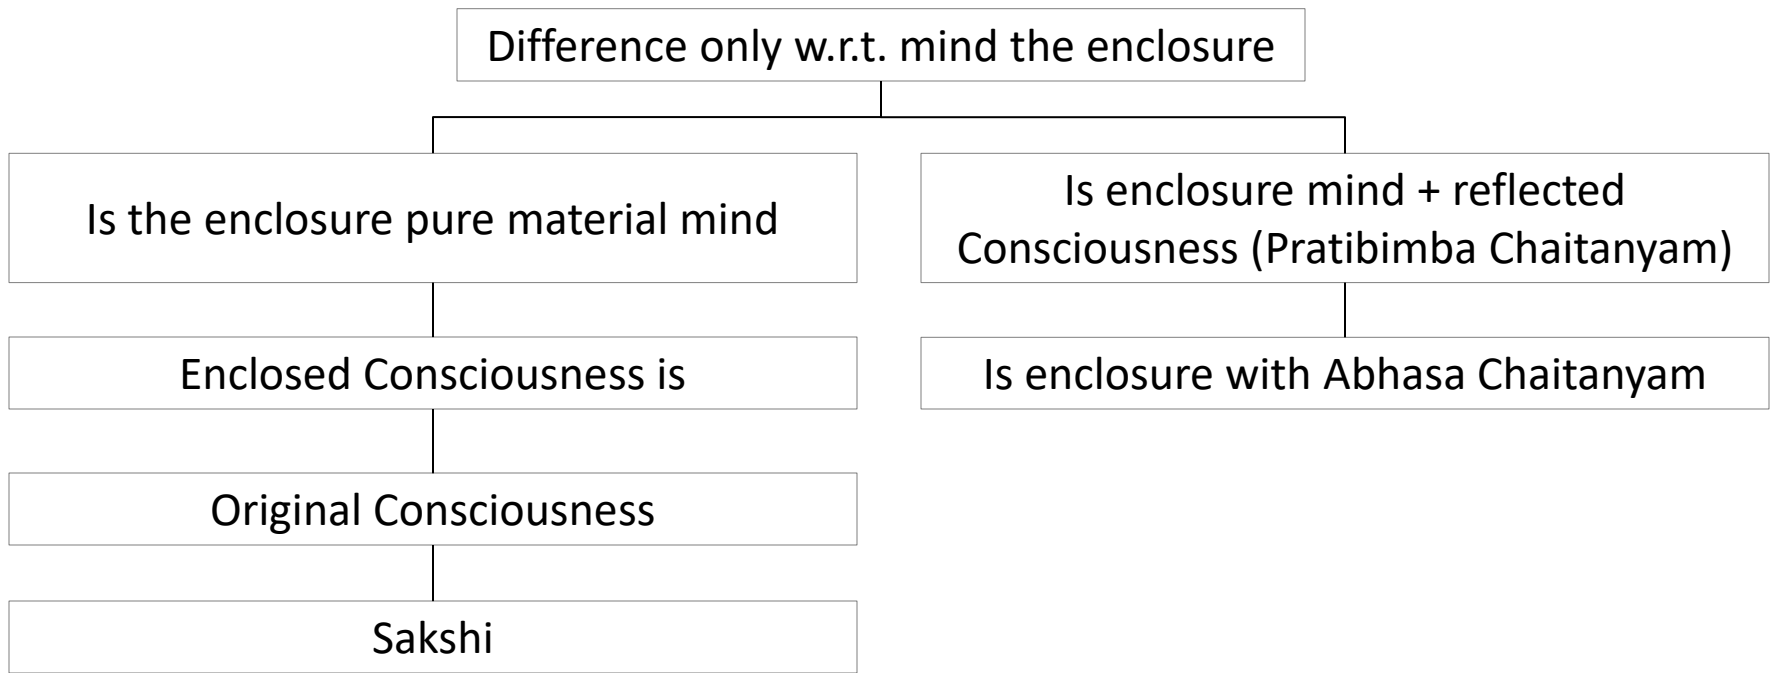 Difference only w.r.t. mind the enclosure
Is the enclosure pure material mind
Is enclosure mind + reflected
Consciousness (Pratibimba Chaitanyam)
Enclosed Consciousness is
Is enclosure with Abhasa Chaitanyam
Original Consciousness
Sakshi